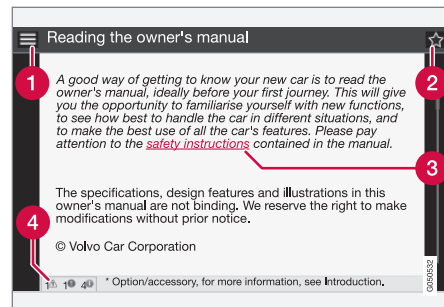 Reading the owner's manual
1
2
A good way of getting to know your new car is to read the
owner's manual, ideally before your first journey. This will give
you the opportunity to familiarise yourself with new functions,
to see how best to handle the car in different situations, and
to make the best use of all the car's features. Please pay
attention to the safety instructions contained in the manual.
3
The specifications, design features and illustrations in this
owner's manual are not binding. We reserve the right to make
modifications without prior notice.
4
© Volvo Car Corporation
1⚠ 1 4 * Option/accessory, for more information, see Introduction.
G050532